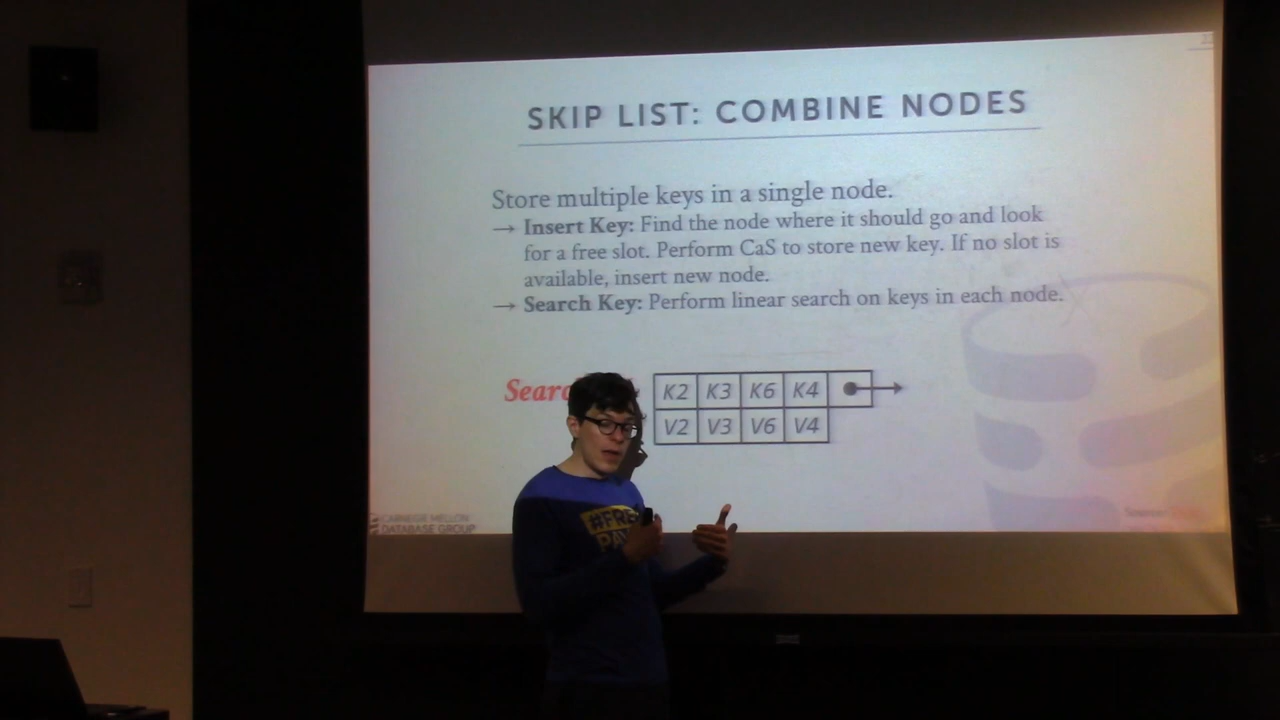 SKIP LIST: COMBINE NODES
Store multiple keys in a single node.
→ Insert Key: Find the node where it should go and look
for a free slot. Perform CaS to store new key. If no slot is
available, insert new node.
→ Search Key: Perform linear search on keys in each node.
K2 K3 K6 K4
V2 V3 V6 V4
#FREE
CARNEGIE MELLON
DATABASE GROUP